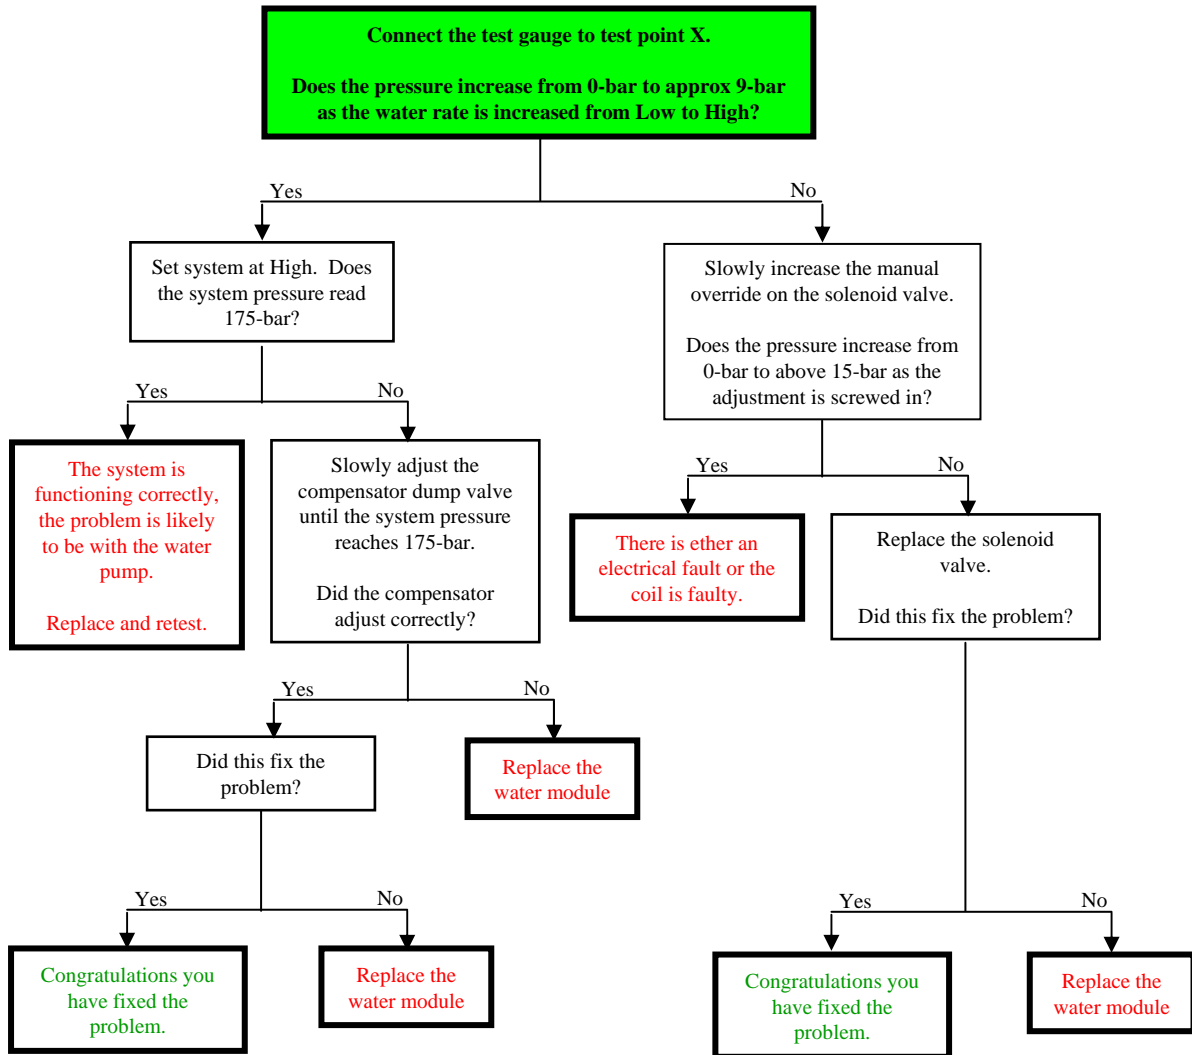 Connect the test gauge to test point X.
Does the pressure increase from 0-bar to approx 9-bar
as the water rate is increased from Low to High?
Yes
No
Set system at High.  Does
the system pressure read
175-bar?
Slowly increase the manual
override on the solenoid valve.
Does the pressure increase from
0-bar to above 15-bar as the
adjustment is screwed in?
Yes
No
The system is
functioning correctly,
the problem is likely
to be with the water
pump.
Replace and retest.
Slowly adjust the
compensator dump valve
until the system pressure
reaches 175-bar.
Did the compensator
adjust correctly?
Yes
No
There is ether an
electrical fault or the
coil is faulty.
Replace the solenoid
valve.
Did this fix the problem?
Yes
No
Did this fix the
problem?
Replace the
water module
Yes
No
Congratulations you
have fixed the
problem.
Replace the
water module
Yes
No
Congratulations you
have fixed the
problem.
Replace the
water module